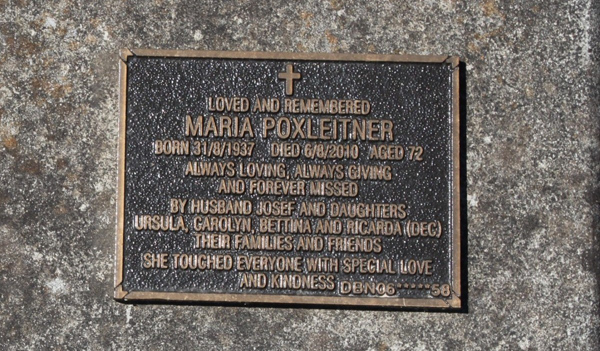 LOVED AND REMEMBERED
MARIA POXLEITNER
BORN 31/8/1937 DIED 6/8/2010 AGED 72
ALWAYS LOVING, ALWAYS GIVING
AND FOREVER MISSED
BY HUSBAND JOSEF AND DAUGHTERS
URSULA, CAROLYN, BETTINA AND RICARDA (DEC)
THEIR FAMILIES AND FRIENDS
SHE TOUCHED EVERYONE WITH SPECIAL LOVE
AND KINDNESS DBN06*****58